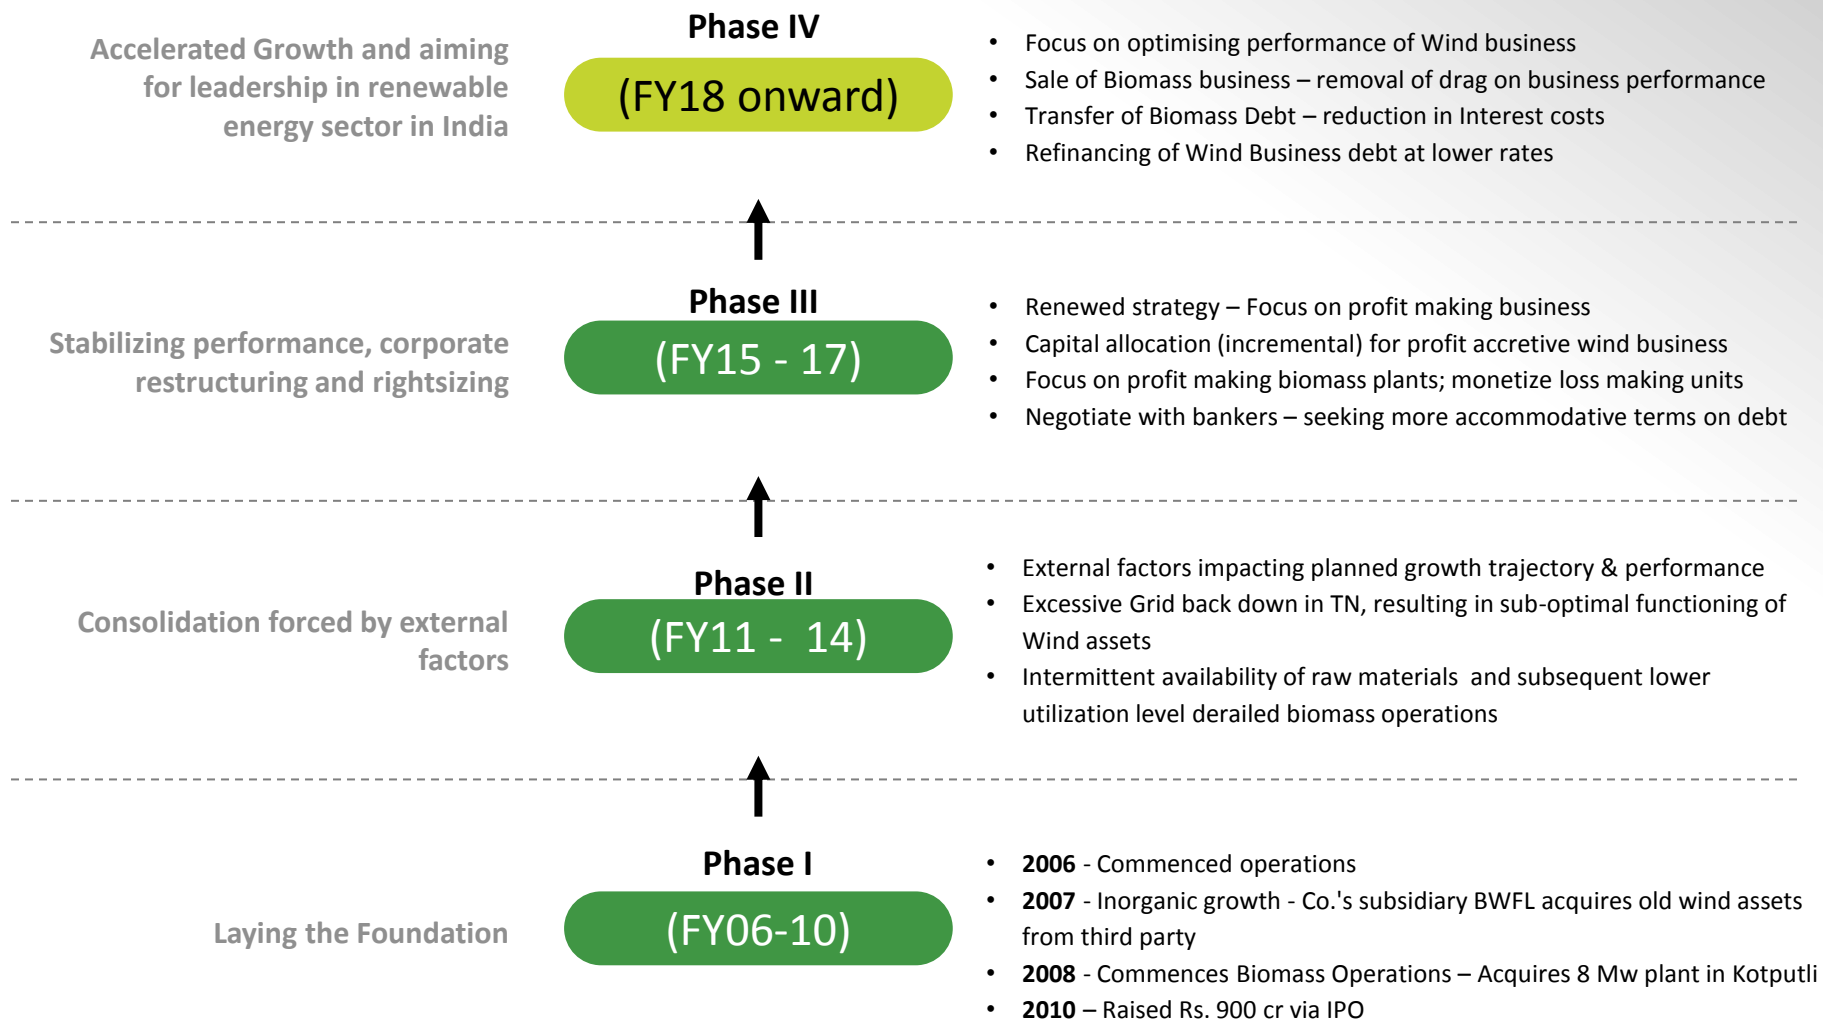 Phase IV
Accelerated Growth and aiming
for leadership in renewable
energy sector in India
(FY18 onward)
• Focus on optimising performance of Wind business
• Sale of Biomass business – removal of drag on business performance
• Transfer of Biomass Debt – reduction in Interest costs
• Refinancing of Wind Business debt at lower rates
Phase III
Stabilizing performance, corporate
restructuring and rightsizing
(FY15 - 17)
• Renewed strategy – Focus on profit making business
• Capital allocation (incremental) for profit accretive wind business
• Focus on profit making biomass plants; monetize loss making units
• Negotiate with bankers – seeking more accommodative terms on debt
Phase II
Consolidation forced by external
factors
(FY11 - 14)
• External factors impacting planned growth trajectory & performance
• Excessive Grid back down in TN, resulting in sub-optimal functioning of
Wind assets
• Intermittent availability of raw materials and subsequent lower
utilization level derailed biomass operations
Phase I
Laying the Foundation
(FY06-10)
• 2006 - Commenced operations
• 2007 - Inorganic growth - Co.'s subsidiary BWFL acquires old wind assets
from third party
• 2008 - Commences Biomass Operations – Acquires 8 Mw plant in Kotputli
• 2010 – Raised Rs. 900 cr via IPO